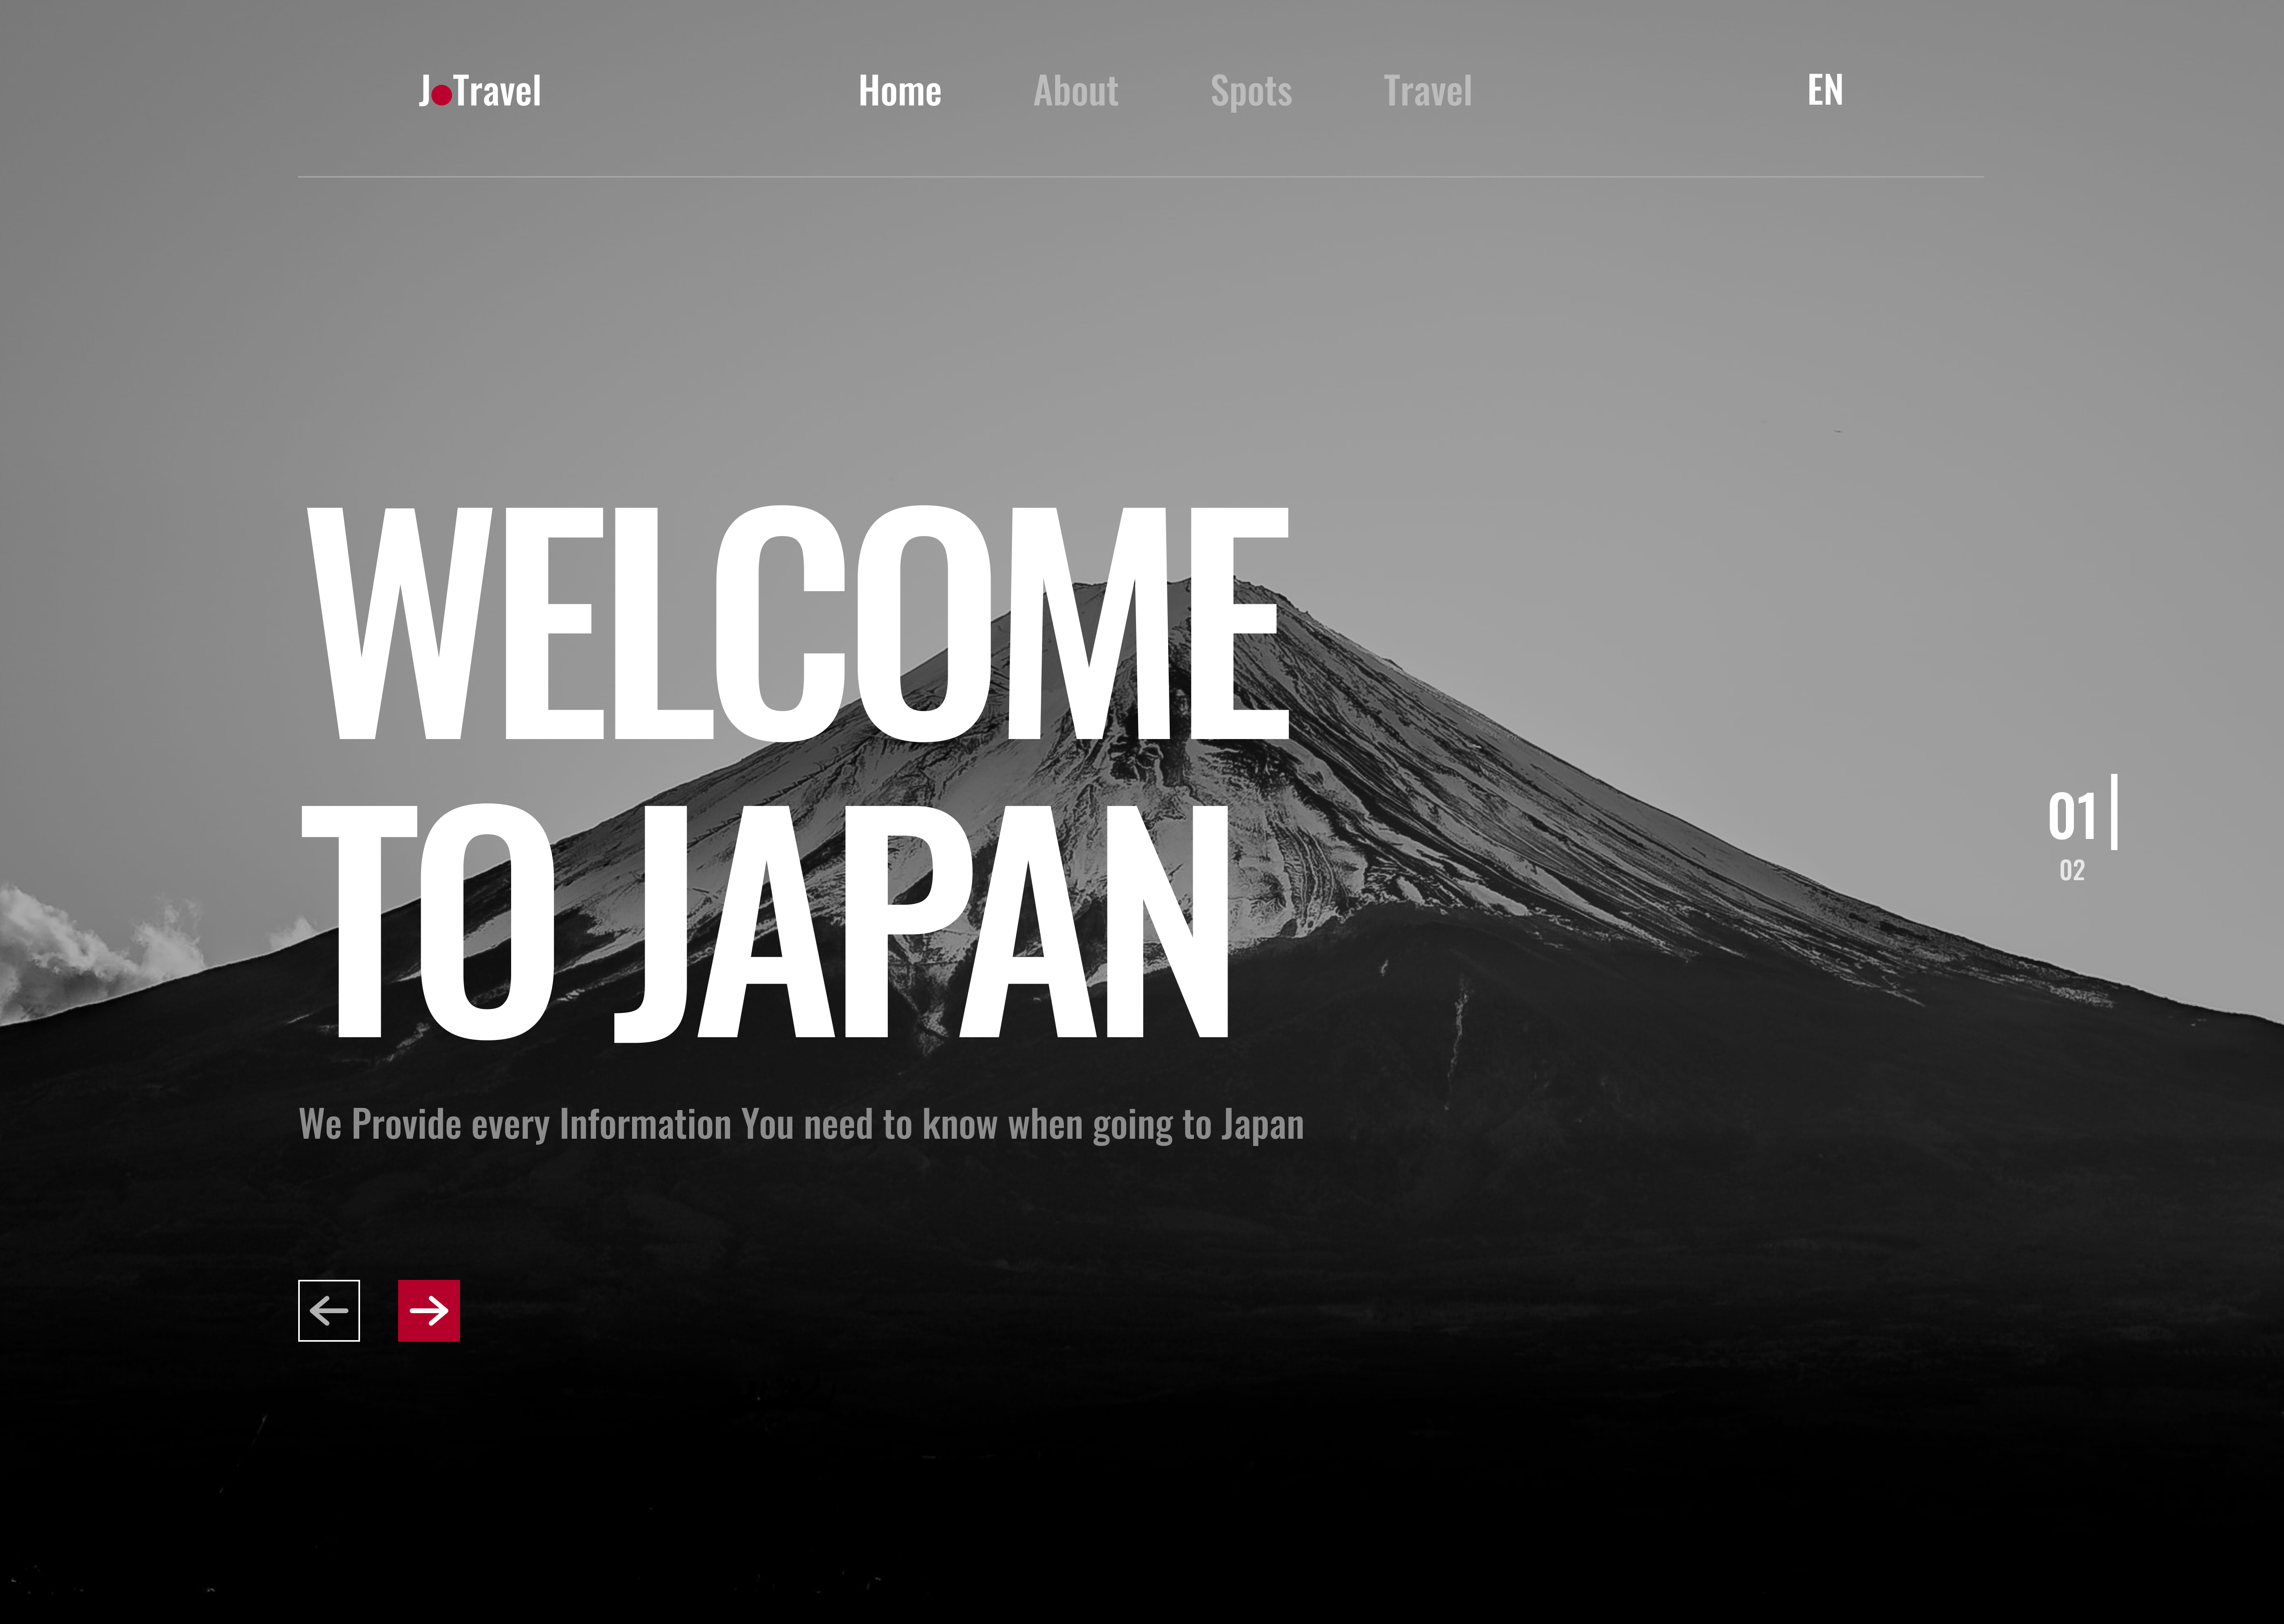 J●Travel Home About Spots Travel EN
WELCOME
TO JAPAN
01
02
We Provide every Information You need to know when going to Japan